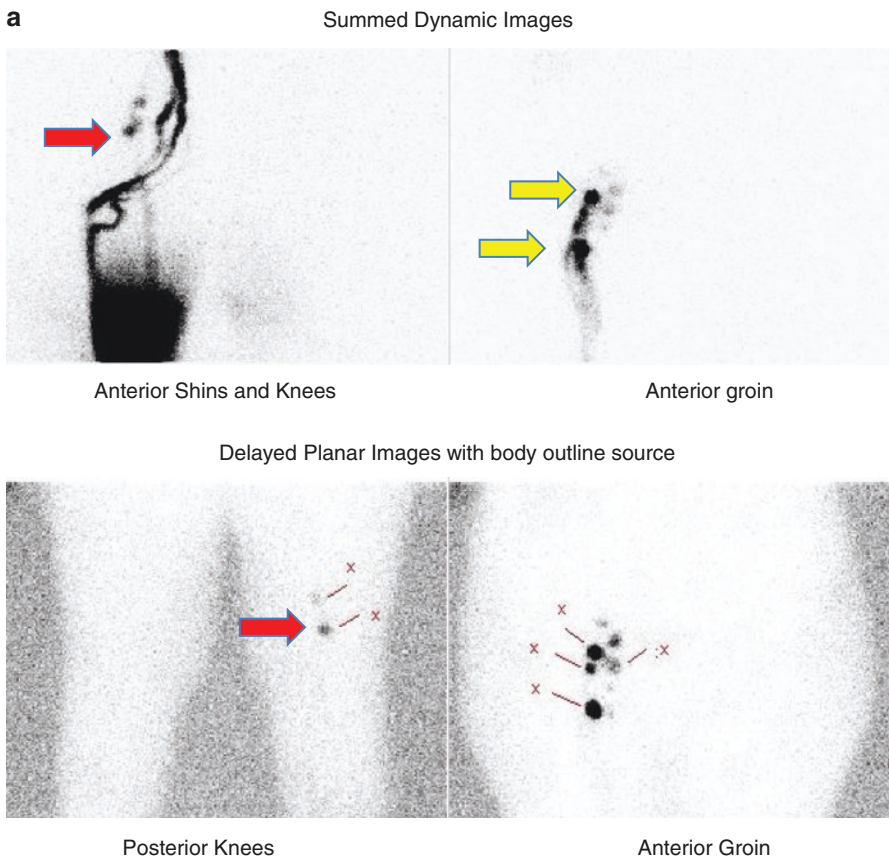 a
Summed Dynamic Images
Anterior Shins and Knees
Anterior groin
Delayed Planar Images with body outline source
x
x
x
x
:x
x
Posterior Knees
Anterior Groin